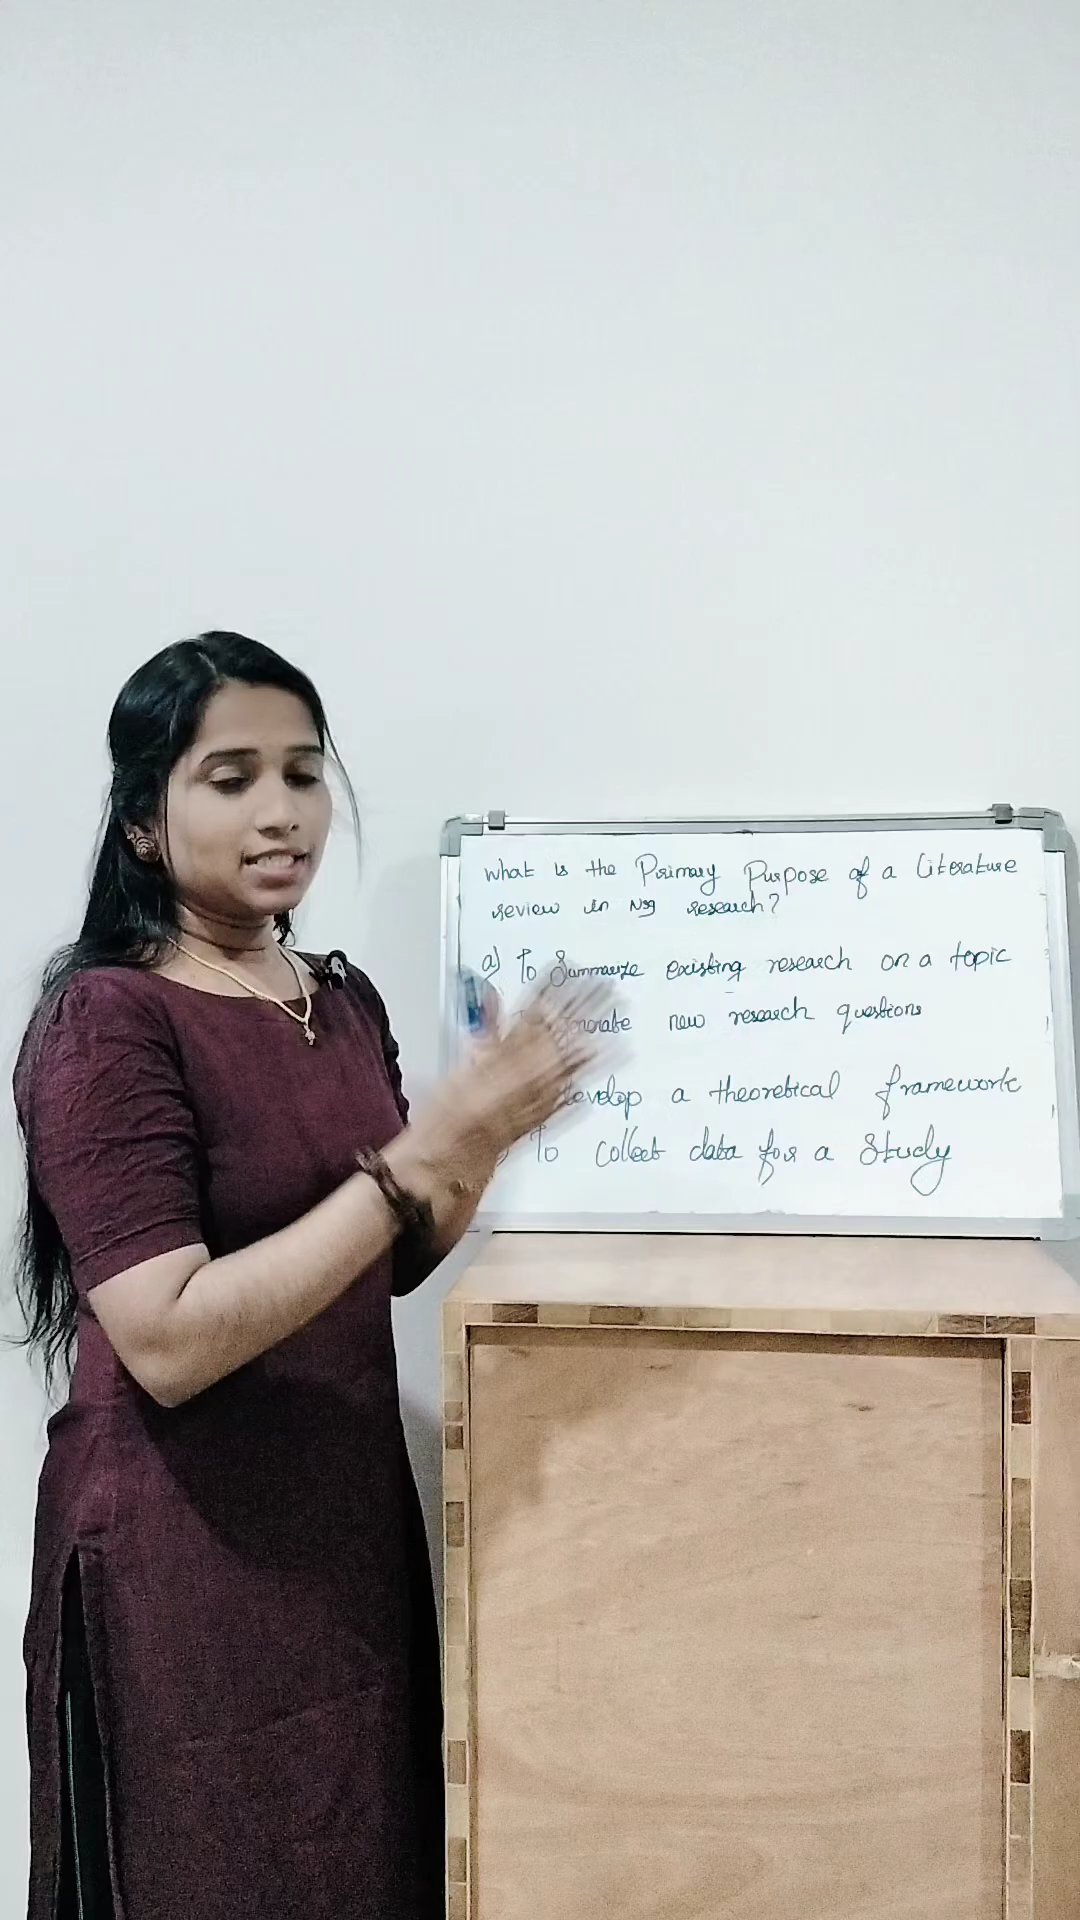 what is the Primary Purpose of a Literature
review in Nsg research?
a) To Summarize existing research on a topic
generate new research questions
develop a theoretical framework
To collect data for a Study